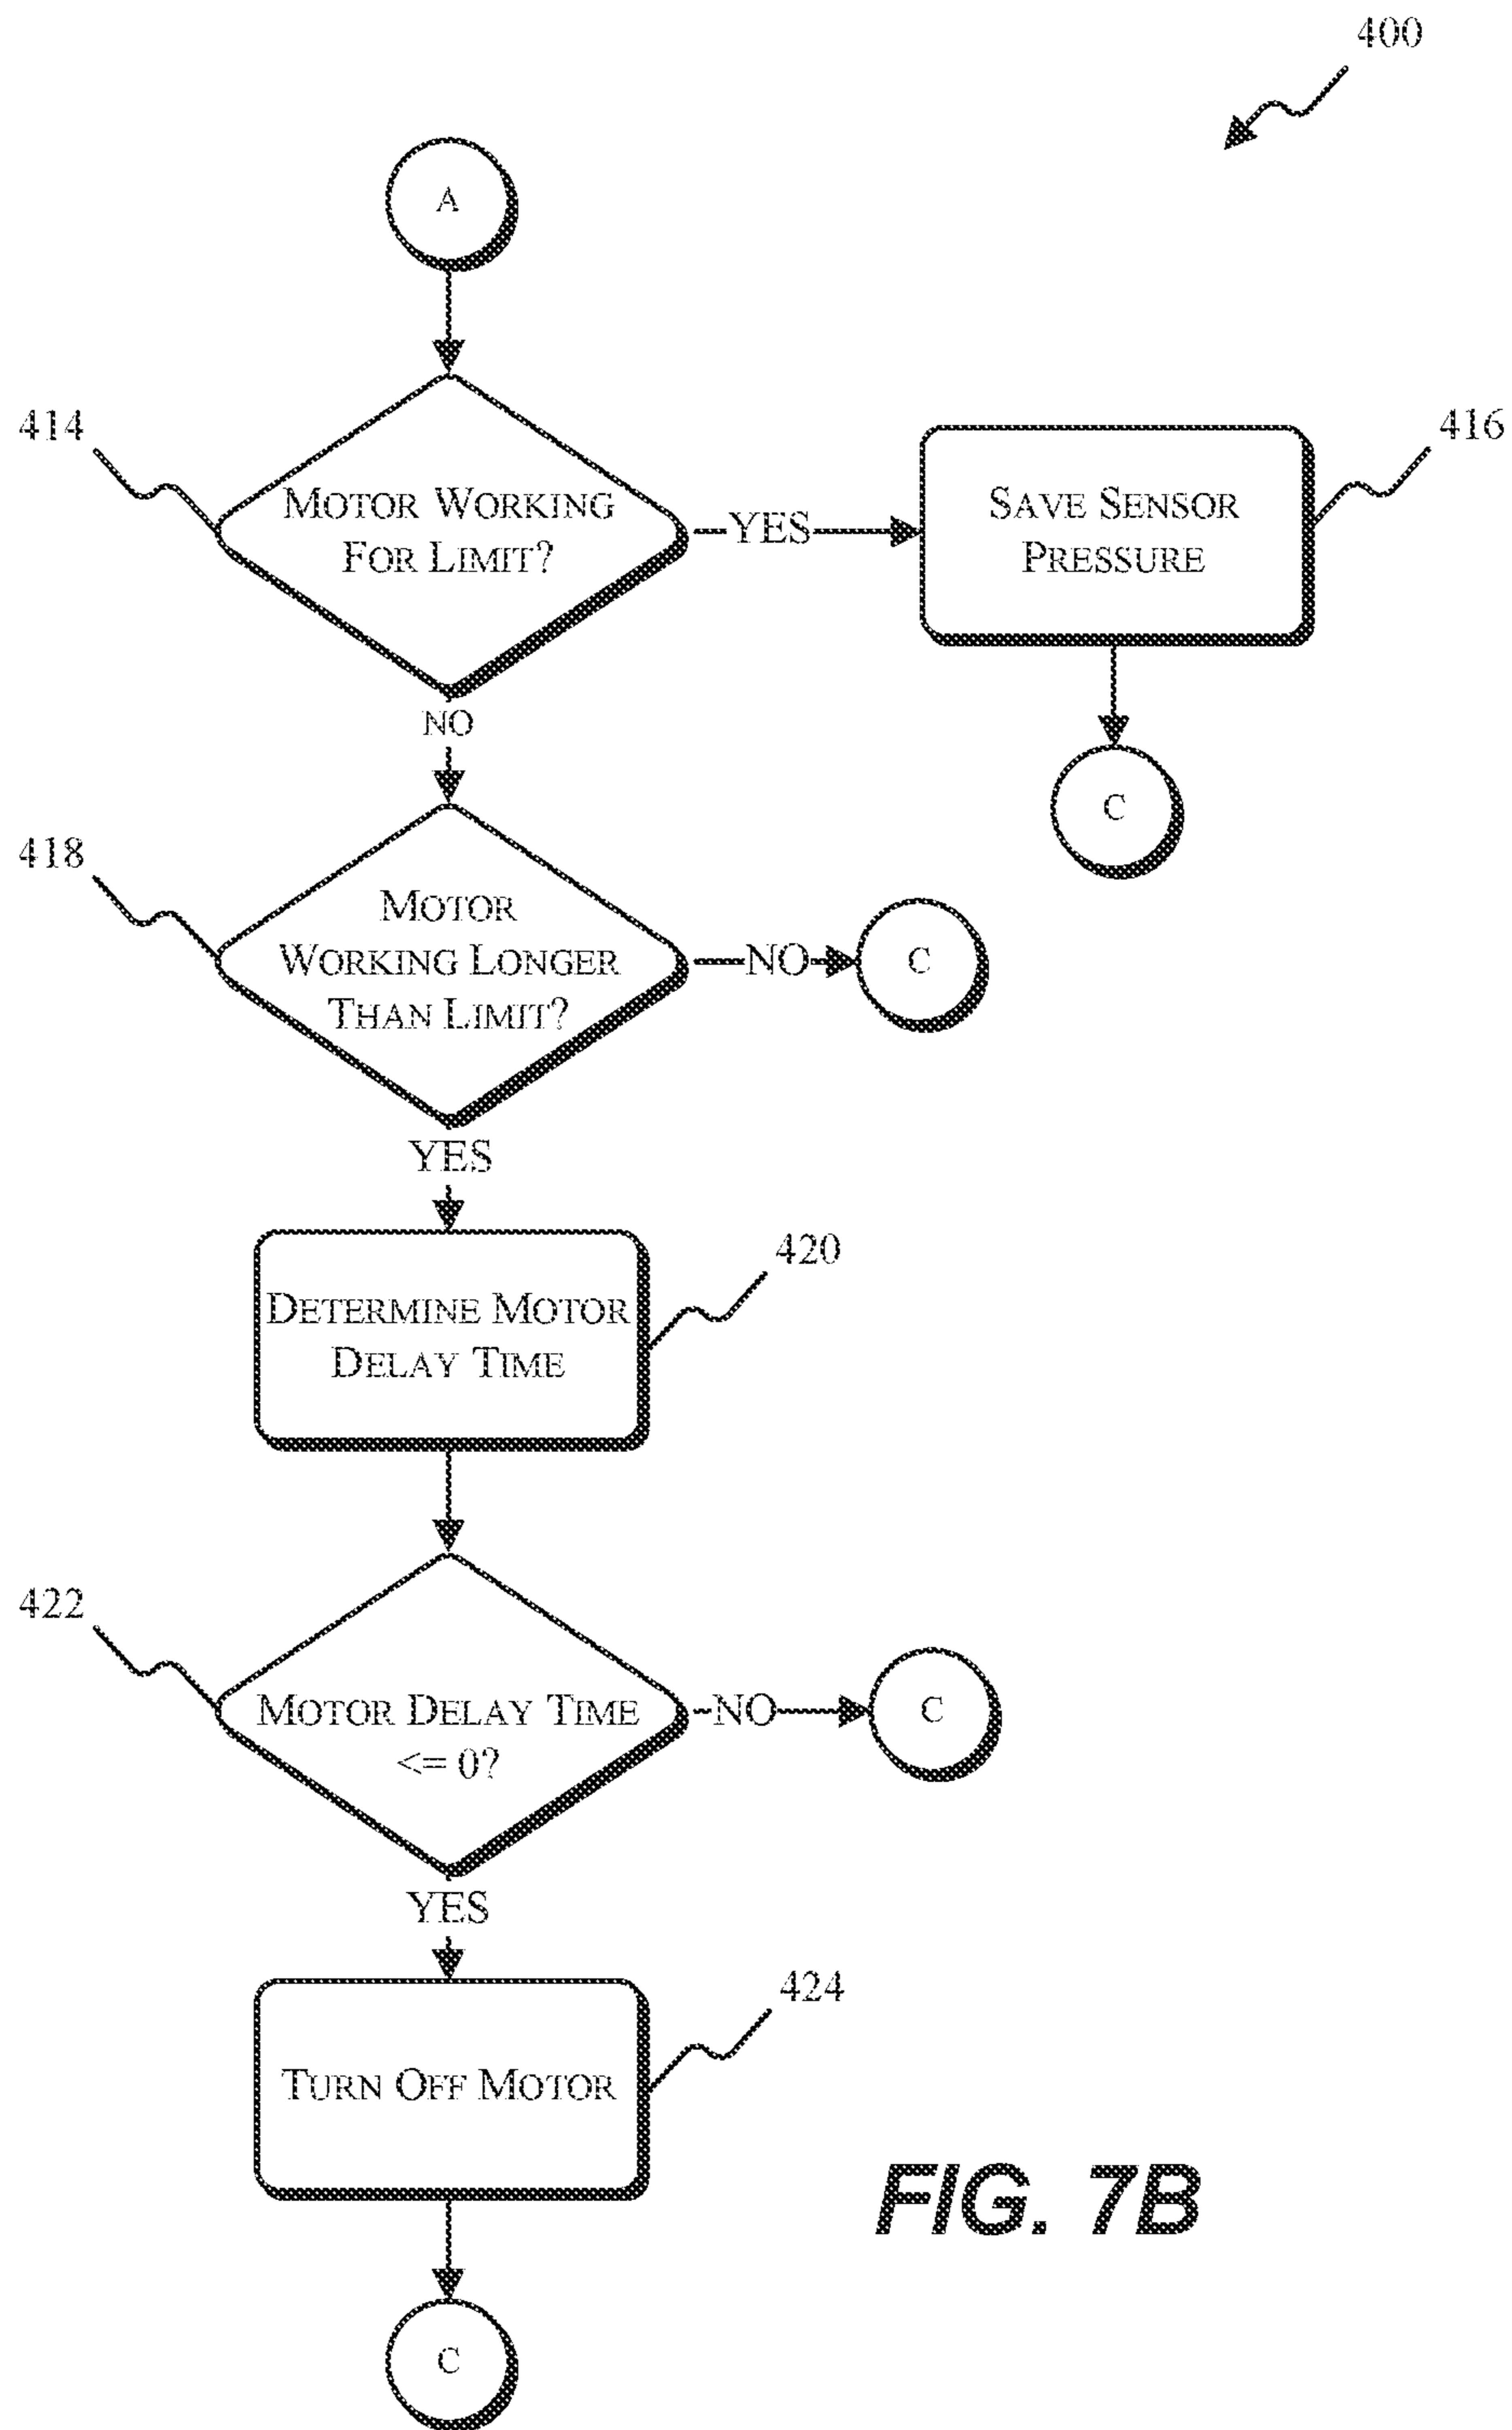 400
A
414
MOTOR WORKING
FOR LIMIT?
YES
SAVE SENSOR
PRESSURE
416
NO
C
418
MOTOR
WORKING LONGER
THAN LIMIT?
NO
C
YES
DETERMINE MOTOR
DELAY TIME
420
422
MOTOR DELAY TIME
<= 0?
NO
C
YES
TURN OFF MOTOR
424
FIG. 7B
C